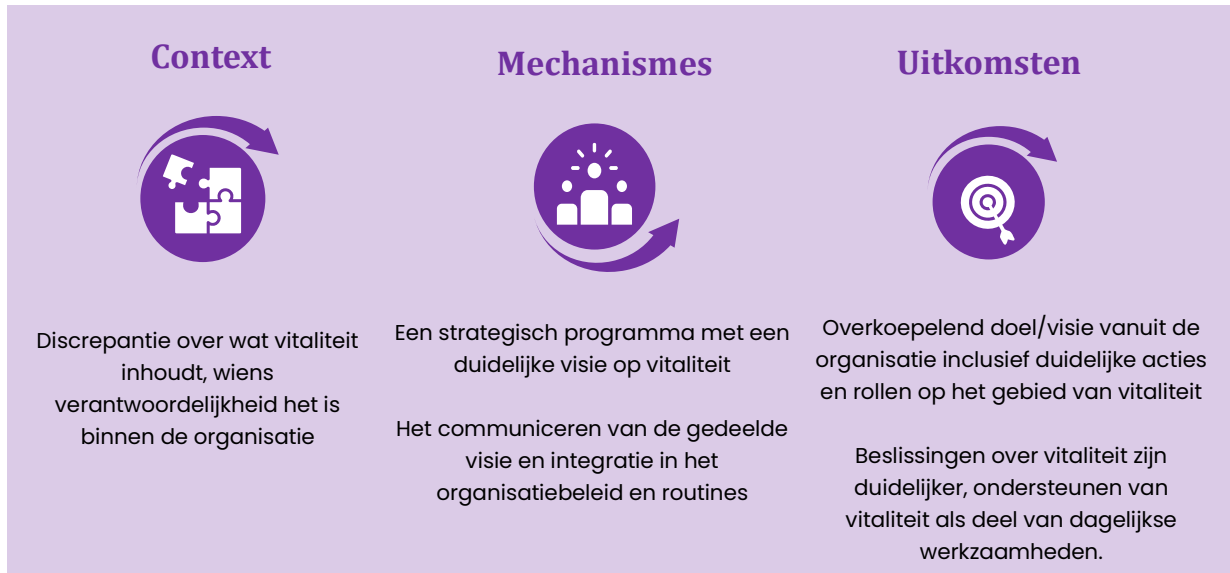 Context
Discrepantie over wat vitaliteit
inhoudt, wiens
verantwoordelijkheid het is
binnen de organisatie
Mechanismes
Een strategisch programma met een
duidelijke visie op vitaliteit
Het communiceren van de gedeelde
visie en integratie in het
organisatiebeleid en routines
Uitkomsten
Overkoepelend doel/visie vanuit de
organisatie inclusief duidelijke acties
en rollen op het gebied van vitaliteit
Beslissingen over vitaliteit zijn
duidelijker, ondersteunen van
vitaliteit als deel van dagelijkse
werkzaamheden.